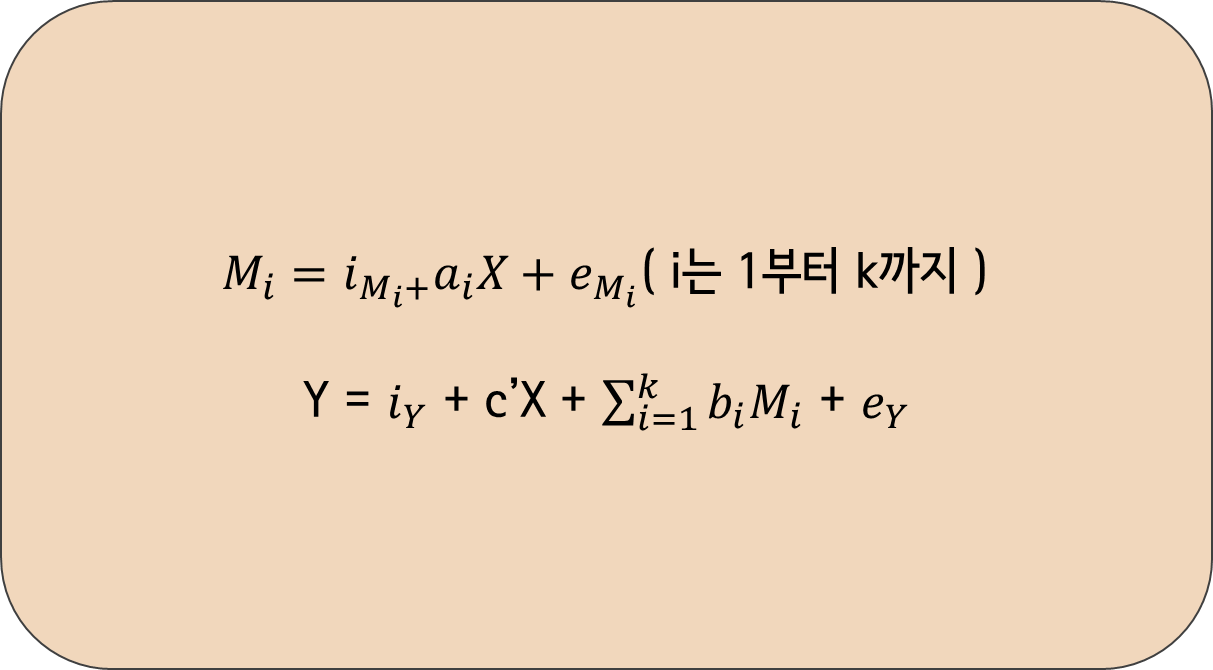 $M_i = i_{M_i+} a_i X + e_{M_i}$( i는 1부터 k까지 )
Y = $i_Y$ + c’X + $\sum_{i=1}^{k} b_i M_i$ + $e_Y$